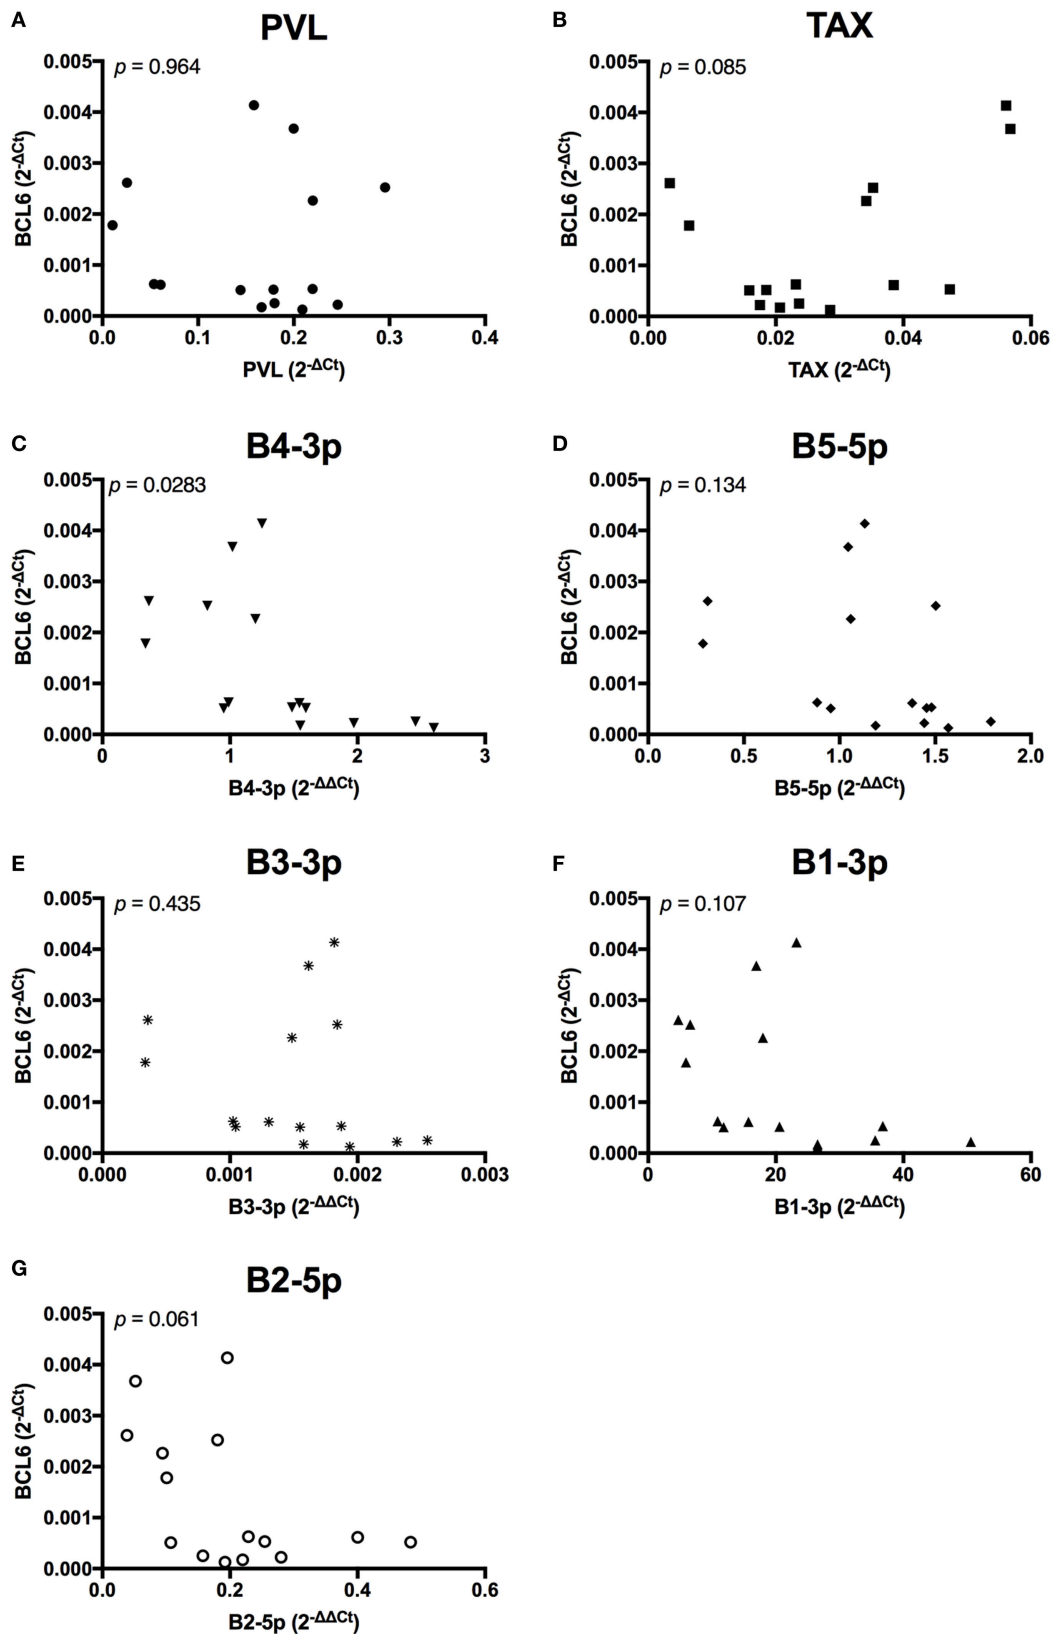 A
PVL
p = 0.964
0.005
0.004
0.003
0.002
0.001
0.000
BCL6 (2-ΔCt)
0.0 0.1 0.2 0.3 0.4
PVL (2-ΔCt)
B
TAX
p = 0.085
0.005
0.004
0.003
0.002
0.001
0.000
BCL6 (2-ΔCt)
0.00 0.02 0.04 0.06
TAX (2-ΔCt)
C
B4-3p
p = 0.0283
0.005
0.004
0.003
0.002
0.001
0.000
BCL6 (2-ΔCt)
0 1 2 3
B4-3p (2-ΔΔCt)
D
B5-5p
p = 0.134
0.005
0.004
0.003
0.002
0.001
0.000
BCL6 (2-ΔCt)
0.0 0.5 1.0 1.5 2.0
B5-5p (2-ΔΔCt)
E
B3-3p
p = 0.435
0.005
0.004
0.003
0.002
0.001
0.000
BCL6 (2-ΔCt)
0.000 0.001 0.002 0.003
B3-3p (2-ΔΔCt)
F
B1-3p
p = 0.107
0.005
0.004
0.003
0.002
0.001
0.000
BCL6 (2-ΔCt)
0 20 40 60
B1-3p (2-ΔΔCt)
G
B2-5p
p = 0.061
0.005
0.004
0.003
0.002
0.001
0.000
BCL6 (2-ΔCt)
0.0 0.2 0.4 0.6
B2-5p (2-ΔΔCt)